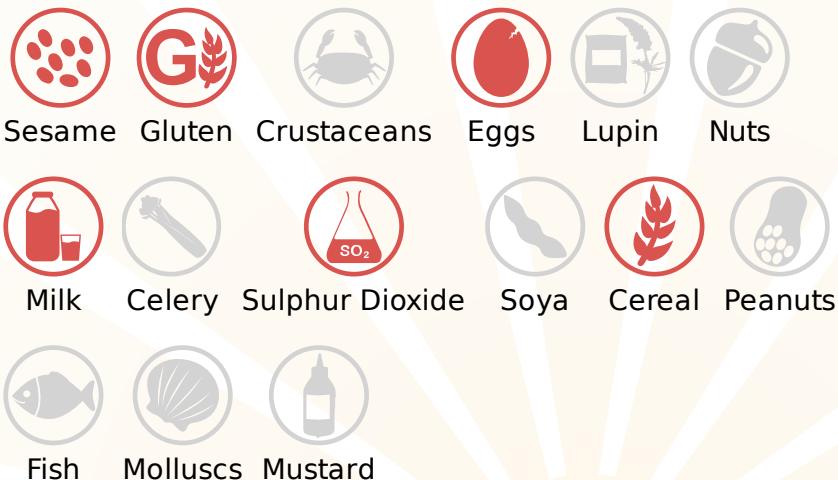 G
Sesame Gluten Crustaceans Eggs Lupin Nuts
SO₂
Milk Celery Sulphur Dioxide Soya Cereal Peanuts
Fish Molluscs Mustard